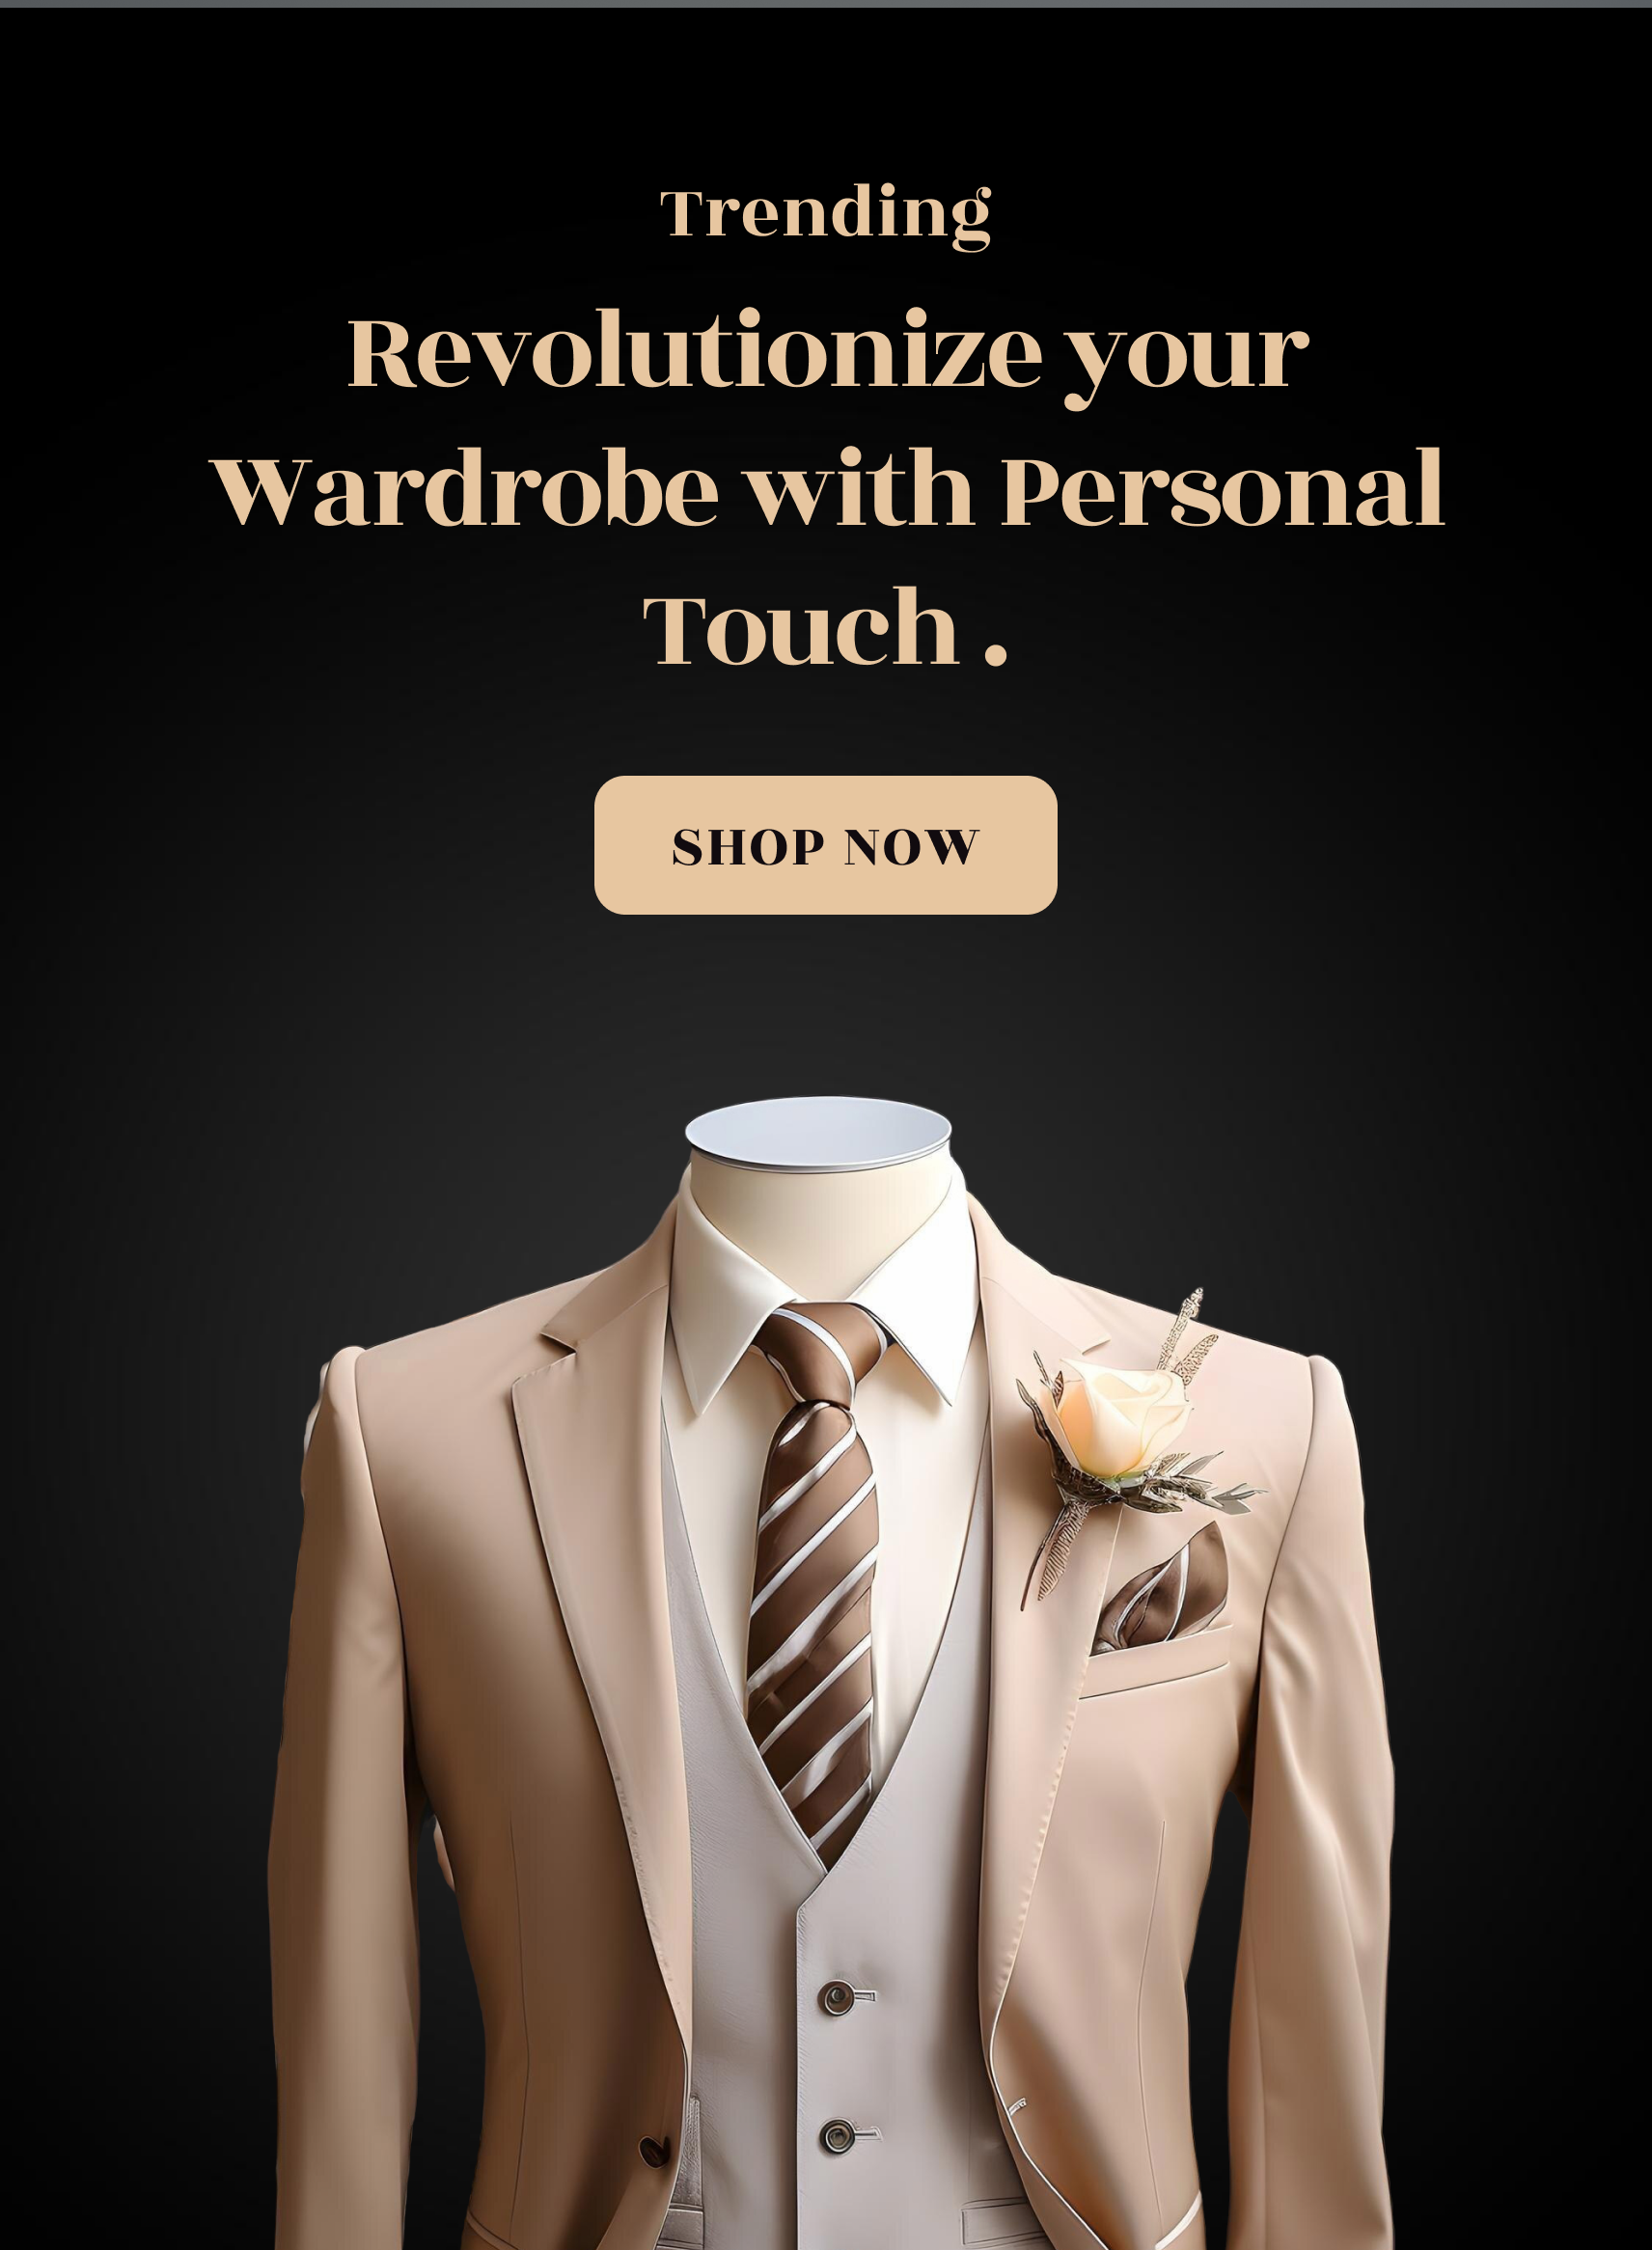 Trending
Revolutionize your
Wardrobe with Personal
Touch .
SHOP NOW